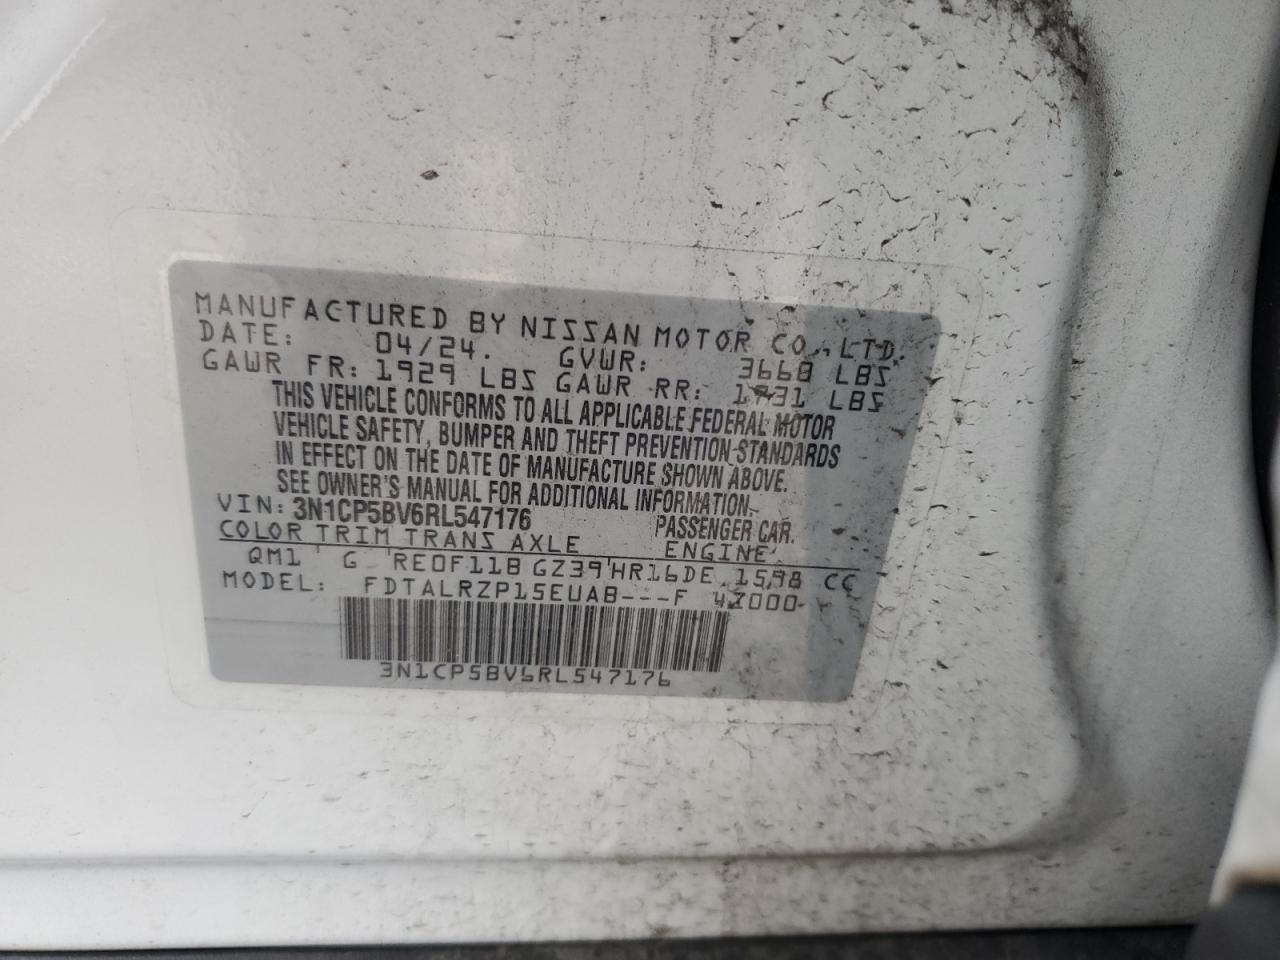 MANUFACTURED BY NISSAN MOTOR CO., LTD.
DATE: 04/24. GVWR: 3668 LBS
GAWR FR: 1929 LBS GAWR RR: LBS
THIS VEHICLE CONFORMS TO ALL APPLICABLE FEDERAL MOTOR
VEHICLE SAFETY, BUMPER AND THEFT PREVENTION STANDARDS
IN EFFECT ON THE DATE OF MANUFACTURE SHOWN ABOVE.
SEE OWNER'S MANUAL FOR ADDITIONAL INFORMATION.
VIN: 3N1CP5BV6RL547176 PASSENGER CAR.
COLOR TRIM TRANS AXLE ENGINE
QM1 G RE0F11B GZ39 HR16DE 1598 CC
MODEL: FDTALRZP15EUAB---F
3N1CP5BV6RL547176